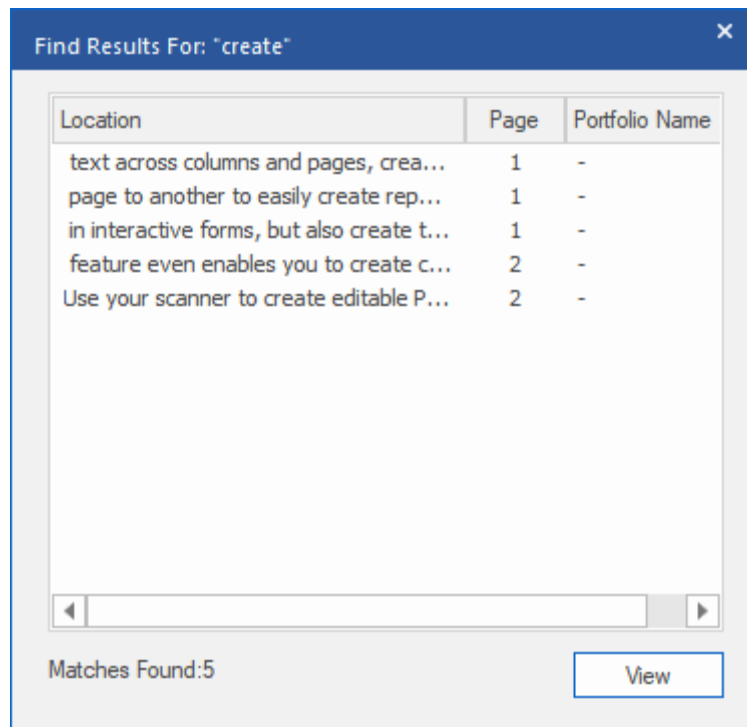 Find Results For: "create"
Location Page Portfolio Name
text across columns and pages, crea... 1 -
page to another to easily create rep... 1 -
in interactive forms, but also create t... 1 -
feature even enables you to create c... 2 -
Use your scanner to create editable P... 2 -
Matches Found:5
View